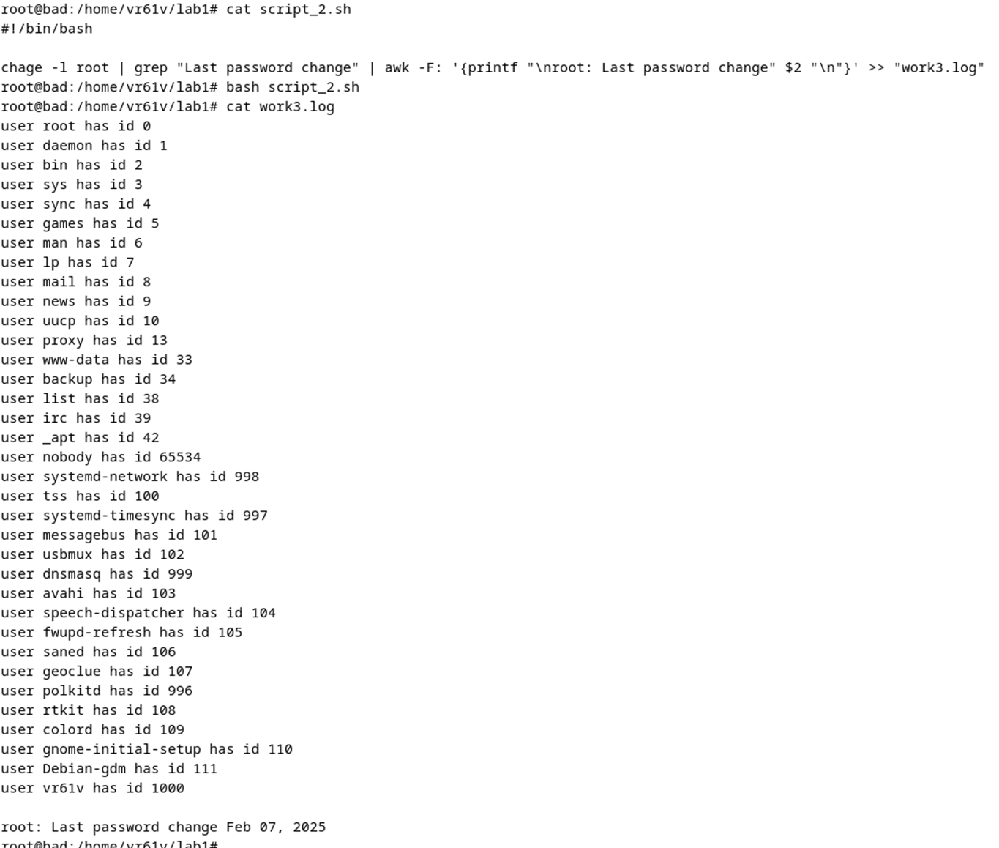 root@bad:/home/vr61v/lab1# cat script_2.sh
#!/bin/bash
chage -l root | grep "Last password change" | awk -F: '{printf "\nroot: Last password change" $2 "\n"}' >> "work3.log"
root@bad:/home/vr61v/lab1# bash script_2.sh
root@bad:/home/vr61v/lab1# cat work3.log
user root has id 0
user daemon has id 1
user bin has id 2
user sys has id 3
user sync has id 4
user games has id 5
user man has id 6
user lp has id 7
user mail has id 8
user news has id 9
user uucp has id 10
user proxy has id 13
user www-data has id 33
user backup has id 34
user list has id 38
user irc has id 39
user _apt has id 42
user nobody has id 65534
user systemd-network has id 998
user tss has id 100
user systemd-timesync has id 997
user messagebus has id 101
user usbmux has id 102
user dnsmasq has id 999
user avahi has id 103
user speech-dispatcher has id 104
user fwupd-refresh has id 105
user saned has id 106
user geoclue has id 107
user polkitd has id 996
user rtkit has id 108
user colord has id 109
user gnome-initial-setup has id 110
user Debian-gdm has id 111
user vr61v has id 1000
root: Last password change Feb 07, 2025
root@bad:/home/vr61v/lab1#